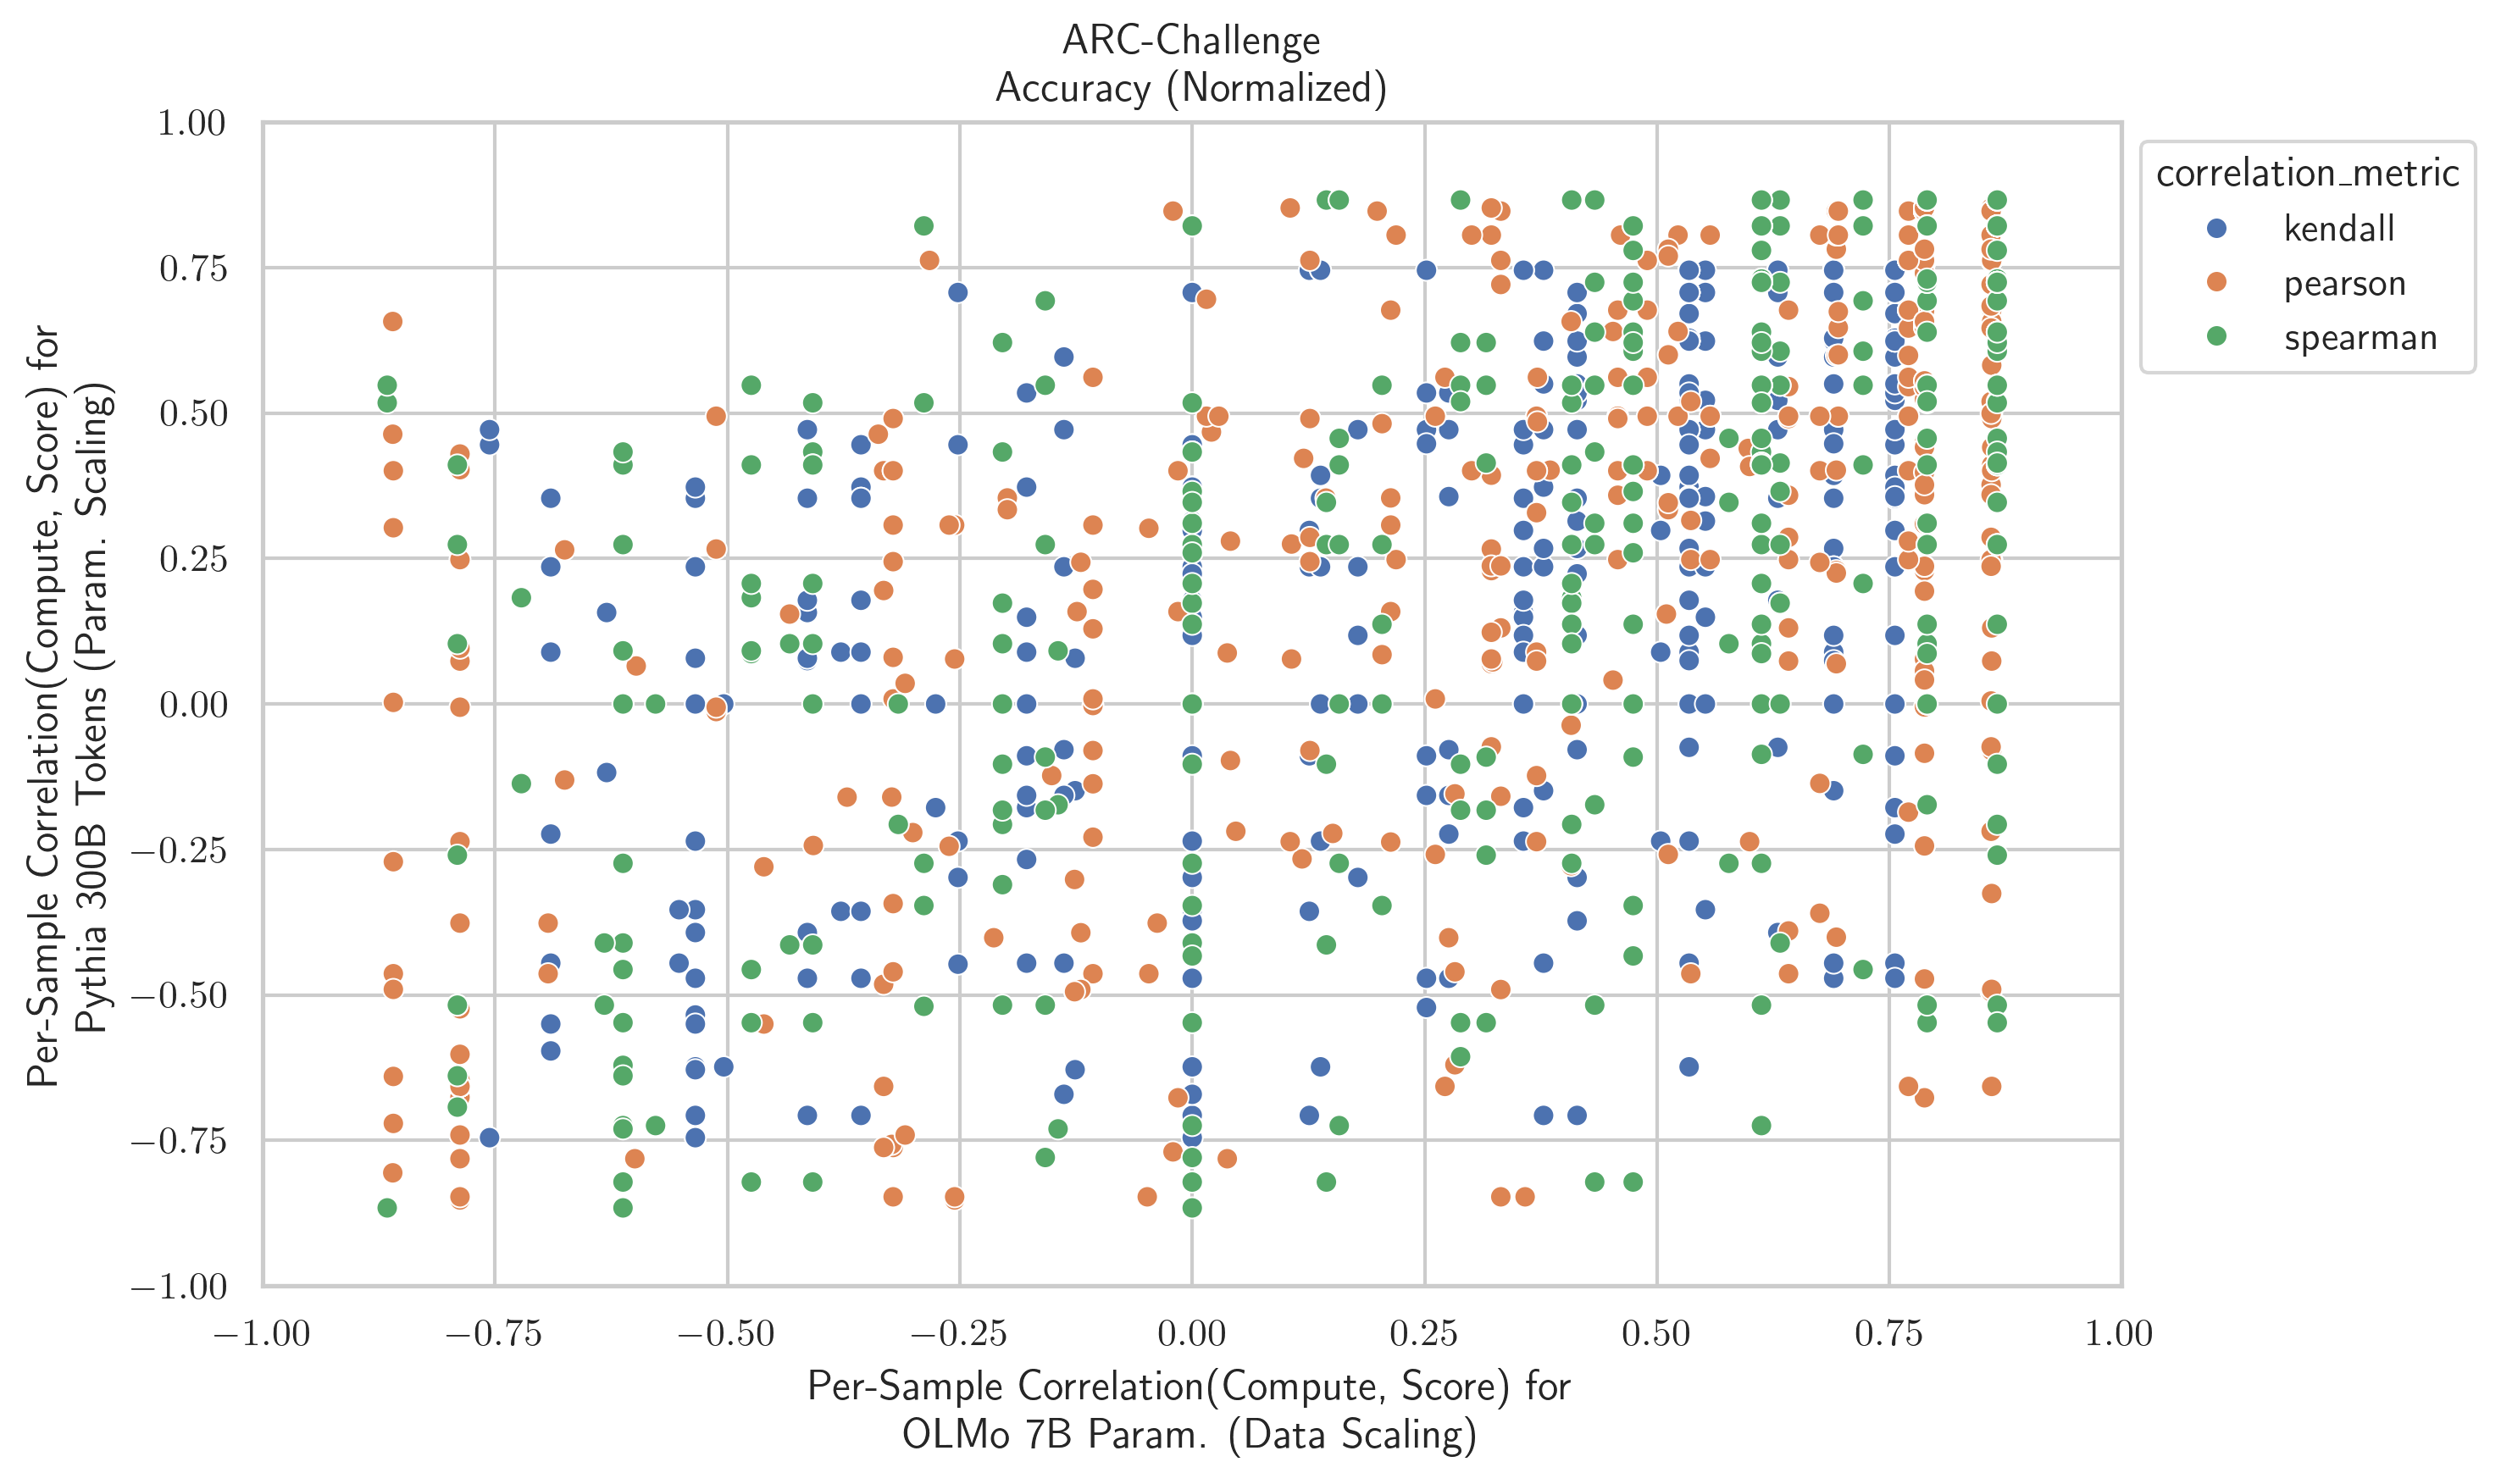 ARC-Challenge
Accuracy (Normalized)
Per-Sample Correlation(Compute, Score) for
Pythia 300B Tokens (Param. Scaling)
1.00
0.75
0.50
0.25
0.00
−0.25
−0.50
−0.75
−1.00
−1.00 −0.75 −0.50 −0.25 0.00 0.25 0.50 0.75 1.00
Per-Sample Correlation(Compute, Score) for
OLMo 7B Param. (Data Scaling)
correlation_metric
kendall
pearson
spearman